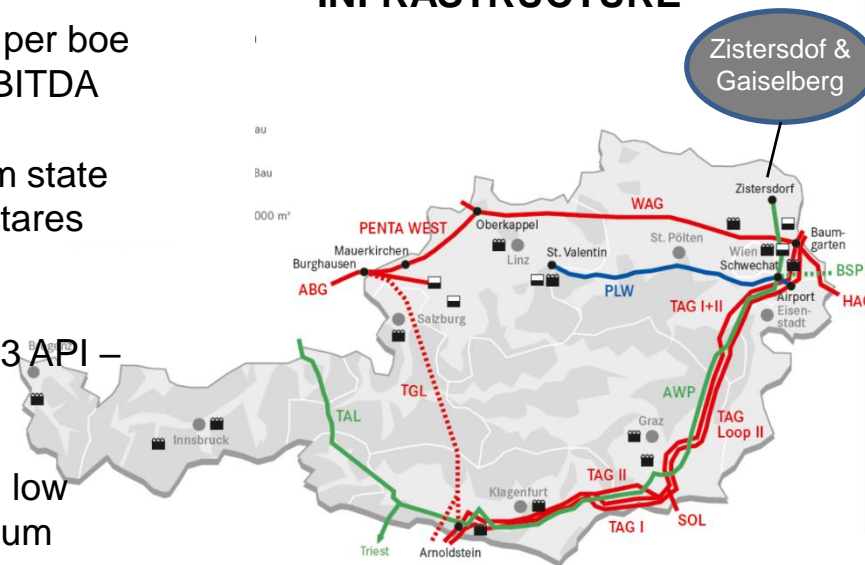 INFRASTRUCTURE
per boe
BITDA
state
tares
3 API –
low
um
au
Bau
000 m²
Zistersdof &
Gaiselberg
Zistersdorf
WAG
Oberkappel
PENTA WEST
Mauerkirchen
Burghausen
ABG
Linz
St. Valentin
St. Pölten
Wien
Baum-
garten
Schwechat
BSP
HAG
Airport
Eisen-
stadt
PLW
TAG I+II
Salzburg
TGL
TAL
Innsbruck
AWP
TAG
Loop II
Graz
TAG II
Klagenfurt
TAG I
SOL
Triest
Arnoldstein